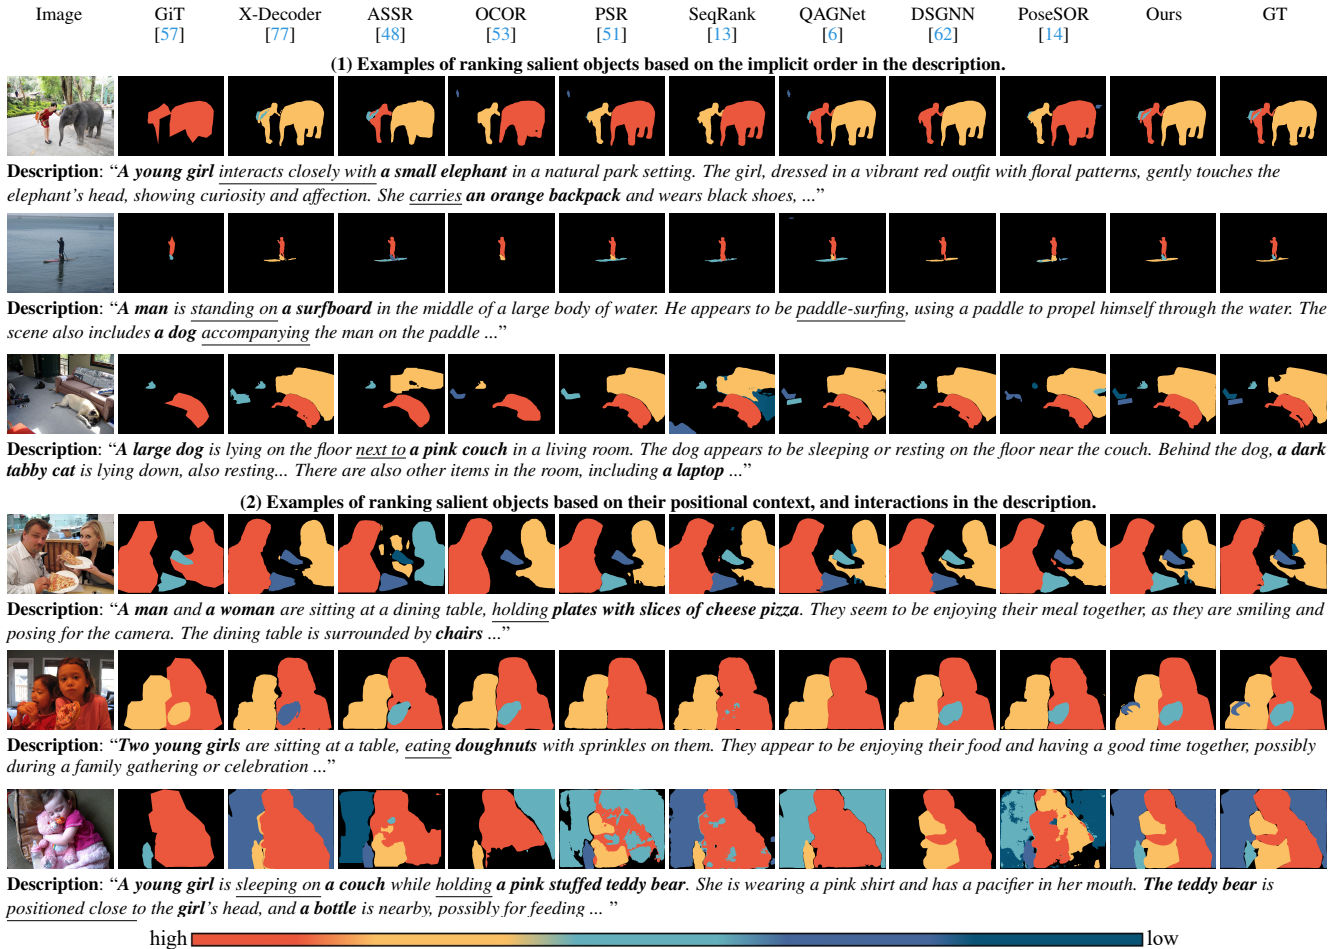 Image GiT X-Decoder ASSR OCOR PSR SeqRank QAGNet DSGNN PoseSOR Ours GT
[57] [77] [48] [53] [51] [13] [6] [62] [14]
(1) Examples of ranking salient objects based on the implicit order in the description.
Description: “A young girl interacts closely with a small elephant in a natural park setting. The girl, dressed in a vibrant red outfit with floral patterns, gently touches the
elephant’s head, showing curiosity and affection. She carries an orange backpack and wears black shoes, ...”
Description: “A man is standing on a surfboard in the middle of a large body of water. He appears to be paddle-surfing, using a paddle to propel himself through the water. The
scene also includes a dog accompanying the man on the paddle ...”
Description: “A large dog is lying on the floor next to a pink couch in a living room. The dog appears to be sleeping or resting on the floor near the couch. Behind the dog, a dark
tabby cat is lying down, also resting... There are also other items in the room, including a laptop ...”
(2) Examples of ranking salient objects based on their positional context, and interactions in the description.
Description: “A man and a woman are sitting at a dining table, holding plates with slices of cheese pizza. They seem to be enjoying their meal together, as they are smiling and
posing for the camera. The dining table is surrounded by chairs ...”
Description: “Two young girls are sitting at a table, eating doughnuts with sprinkles on them. They appear to be enjoying their food and having a good time together, possibly
during a family gathering or celebration ...”
Description: “A young girl is sleeping on a couch while holding a pink stuffed teddy bear. She is wearing a pink shirt and has a pacifier in her mouth. The teddy bear is
positioned close to the girl’s head, and a bottle is nearby, possibly for feeding ... ”
high low